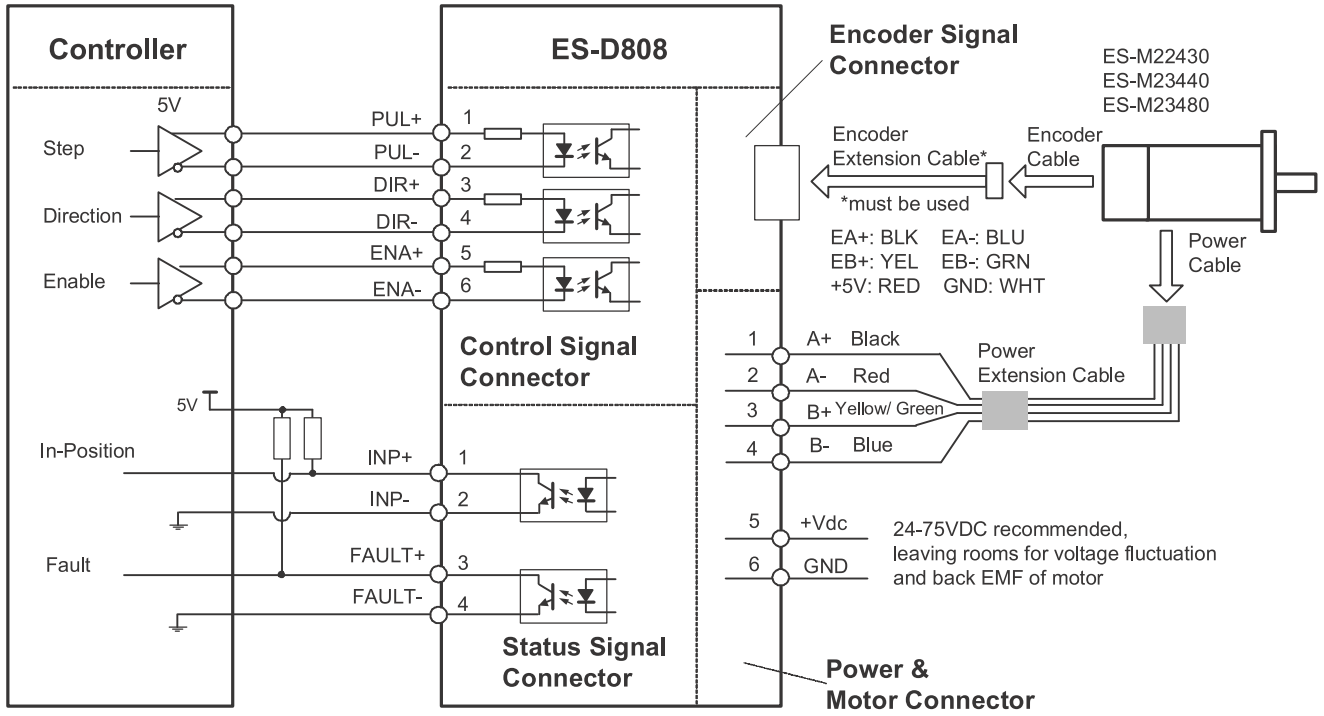 Controller
5V
Step
Direction
Enable
5V
In-Position
Fault
PUL+
PUL-
DIR+
DIR-
ENA+
ENA-
INP+
INP-
FAULT+
FAULT-
ES-D808
1
2
3
4
5
6
Control Signal
Connector
1
2
3
4
Status Signal
Connector
Encoder Signal
Connector
ES-M22430
ES-M23440
ES-M23480
Encoder
Extension Cable*
*must be used
Encoder
Cable
EA+: BLK EA-: BLU
EB+: YEL EB-: GRN
+5V: RED GND: WHT
Power
Cable
1 A+ Black
2 A- Red
3 B+ Yellow/ Green
4 B- Blue
Power
Extension Cable
5 +Vdc
6 GND
24-75VDC recommended,
leaving rooms for voltage fluctuation
and back EMF of motor
Power &
Motor Connector